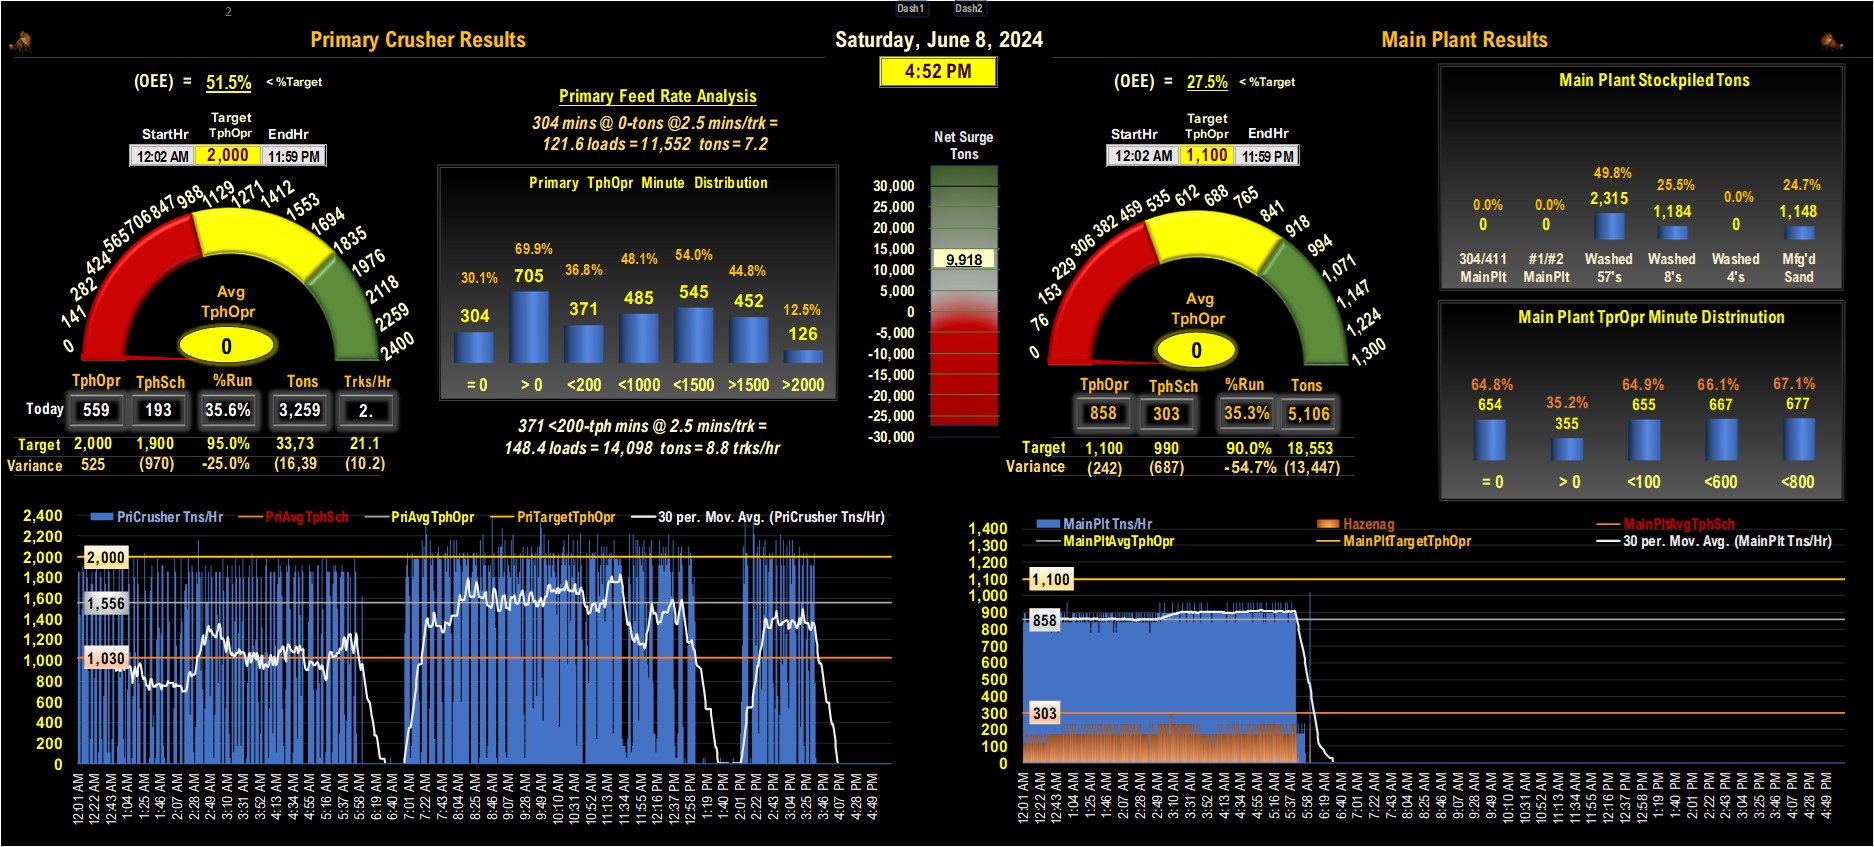 2
Dash1 Dash2
Primary Crusher Results
Saturday, June 8, 2024
Main Plant Results
4:52 PM
(OEE) = 51.5% < %Target
StartHr Target TphOpr EndHr
12:02 AM 2,000 11:59 PM
0 141 282 424 565 706 847 988 1129 1271 1412 1553 1694 1835 1976 2118 2259 2400
Avg
TphOpr
0
TphOpr TphSch %Run Tons Trks/Hr
Today 559 193 35.6% 3,259 2.
Target 2,000 1,900 95.0% 33,73 21.1
Variance 525 (970) -25.0% (16,39 (10.2)
Primary Feed Rate Analysis
304 mins @ 0-tons @2.5 mins/trk =
121.6 loads = 11,552 tons = 7.2
Primary TphOpr Minute Distribution
30.1% 69.9% 36.8% 48.1% 54.0% 44.8% 12.5%
304 705 371 485 545 452 126
= 0 > 0 <200 <1000 <1500 >1500 >2000
371 <200-tph mins @ 2.5 mins/trk =
148.4 loads = 14,098 tons = 8.8 trks/hr
Net Surge
Tons
30,000
25,000
20,000
15,000
9,918
10,000
5,000
0
-5,000
-10,000
-15,000
-20,000
-25,000
-30,000
(OEE) = 27.5% < %Target
StartHr Target TphOpr EndHr
12:02 AM 1,100 11:59 PM
0 76 153 229 306 382 459 535 612 688 765 841 918 994 1,071 1,147 1,224 1,300
Avg
TphOpr
0
TphOpr TphSch %Run Tons
858 303 35.3% 5,106
Target 1,100 990 90.0% 18,553
Variance (242) (687) -54.7% (13,447)
Main Plant Stockpiled Tons
0.0% 0.0% 49.8% 25.5% 0.0% 24.7%
0 0 2,315 1,184 0 1,148
304/411 #1/#2 Washed Washed Washed Mfg'd
MainPlt MainPlt 57's 8's 4's Sand
Main Plant TprOpr Minute Distrinution
64.8% 35.2% 64.9% 66.1% 67.1%
654 355 655 667 677
= 0 > 0 <100 <600 <800
PriCrusher Tns/Hr PriAvgTphSch PriAvgTphOpr PriTargetTphOpr 30 per. Mov. Avg. (PriCrusher Tns/Hr)
2,400
2,200
2,000
1,800
1,600
1,400
1,200
1,000
800
600
400
200
0
2,000
1,556
1,030
12:01 AM 12:22 AM 12:43 AM 1:04 AM 1:25 AM 1:46 AM 2:07 AM 2:28 AM 2:49 AM 3:10 AM 3:31 AM 3:52 AM 4:13 AM 4:34 AM 4:55 AM 5:16 AM 5:37 AM 5:58 AM 6:19 AM 6:40 AM 7:01 AM 7:22 AM 7:43 AM 8:04 AM 8:25 AM 8:46 AM 9:07 AM 9:28 AM 9:49 AM 10:10 AM 10:31 AM 10:52 AM 11:13 AM 11:34 AM 11:55 AM 12:16 PM 12:37 PM 12:58 PM 1:19 PM 1:40 PM 2:01 PM 2:22 PM 2:43 PM 3:04 PM 3:25 PM 3:46 PM 4:07 PM 4:28 PM 4:49 PM
MainPlt Tns/Hr Hazenag MainPltAvgTphSch
MainPltAvgTphOpr MainPltTargetTphOpr 30 per. Mov. Avg. (MainPlt Tns/Hr)
1,400
1,300
1,200
1,100
1,000
900
800
700
600
500
400
300
200
100
0
1,100
858
303
12:01 AM 12:22 AM 12:43 AM 1:04 AM 1:25 AM 1:46 AM 2:07 AM 2:28 AM 2:49 AM 3:10 AM 3:31 AM 3:52 AM 4:13 AM 4:34 AM 4:55 AM 5:16 AM 5:37 AM 5:58 AM 6:19 AM 6:40 AM 7:01 AM 7:22 AM 7:43 AM 8:04 AM 8:25 AM 8:46 AM 9:07 AM 9:28 AM 9:49 AM 10:10 AM 10:31 AM 10:52 AM 11:13 AM 11:34 AM 11:55 AM 12:16 PM 12:37 PM 12:58 PM 1:19 PM 1:40 PM 2:01 PM 2:22 PM 2:43 PM 3:04 PM 3:25 PM 3:46 PM 4:07 PM 4:28 PM 4:49 PM